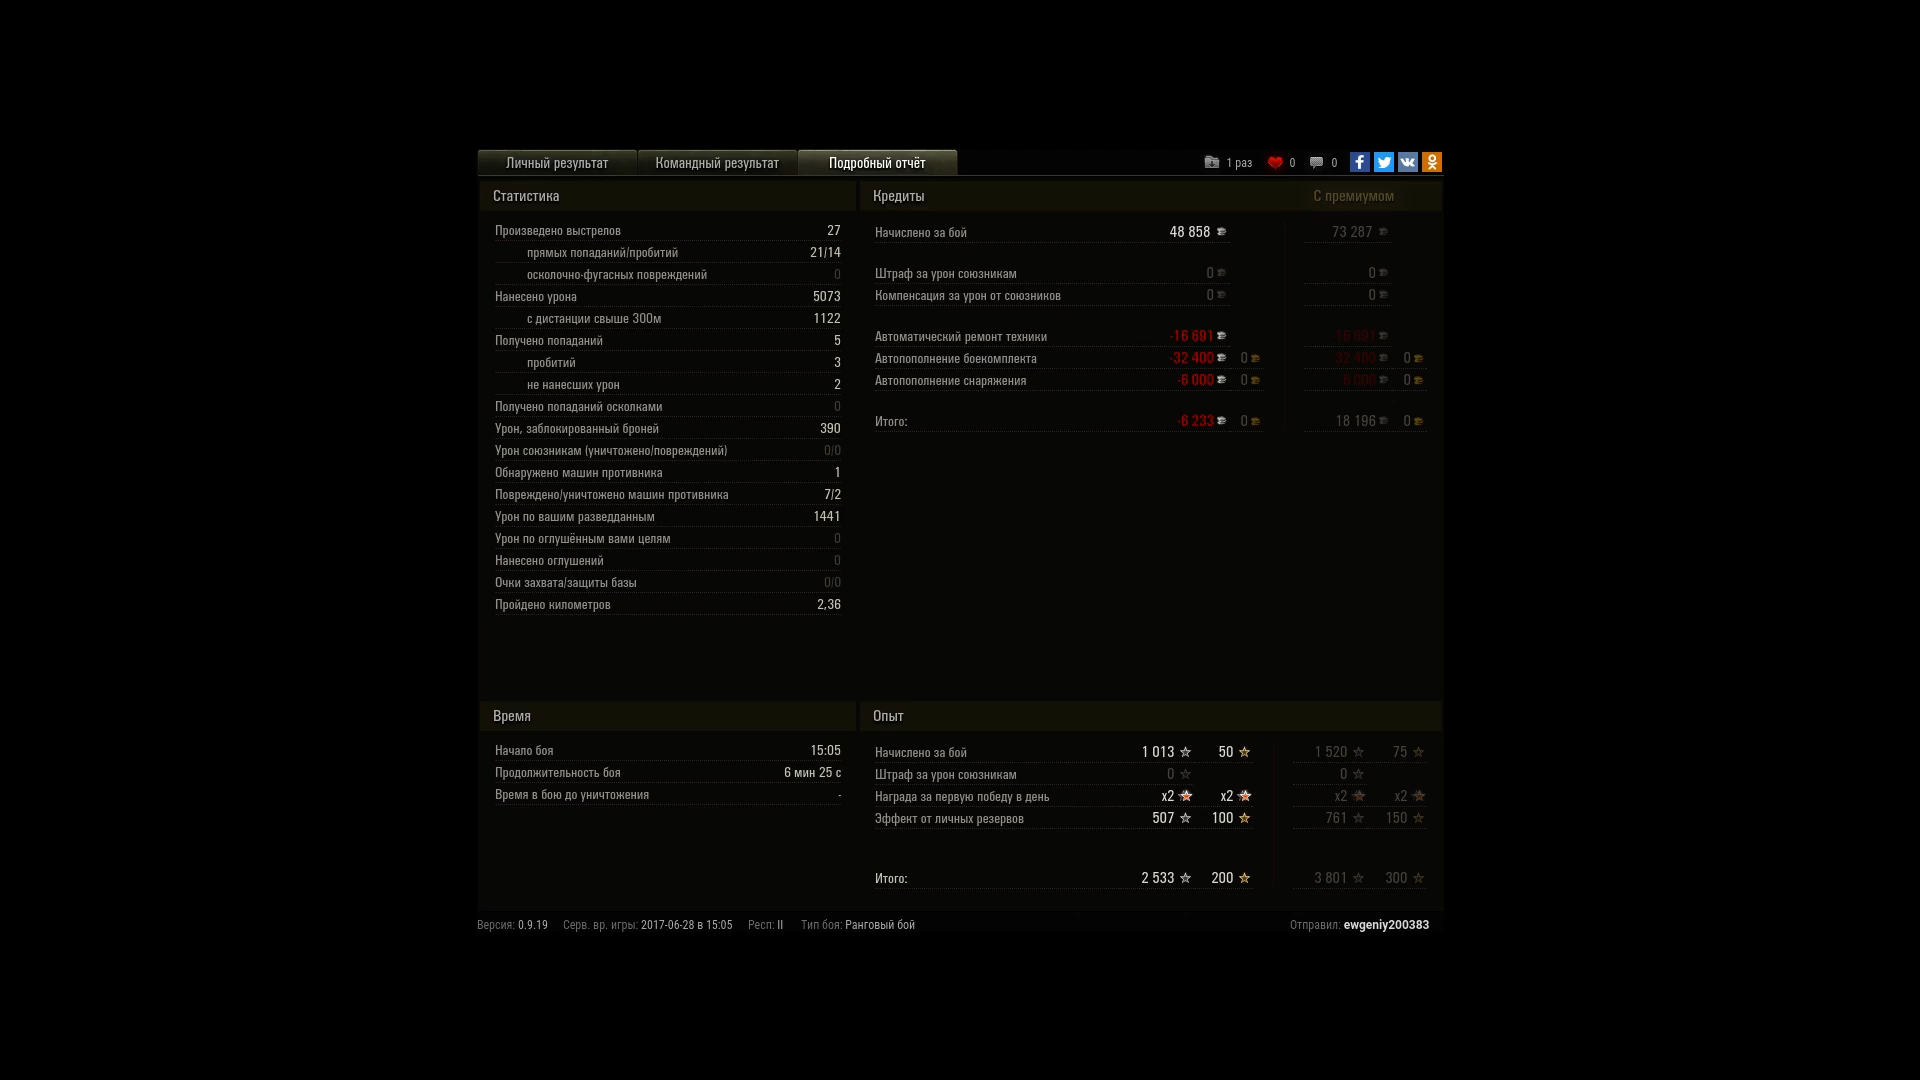 Личный результат Командный результат Подробный отчёт 1 раз 0 0
Статистика
Произведено выстрелов 27
прямых попаданий/пробитий 21/14
осколочно-фугасных повреждений 0
Нанесено урона 5073
с дистанции свыше 300м 1122
Получено попаданий 5
пробитий 3
не нанесших урон 2
Получено попаданий осколками 0
Урон, заблокированный броней 390
Урон союзникам (уничтожено/повреждений) 0/0
Обнаружено машин противника 1
Повреждено/уничтожено машин противника 7/2
Урон по вашим разведданным 1441
Урон по оглушённым вами целям 0
Нанесено оглушений 0
Очки захвата/защиты базы 0/0
Пройдено километров 2,36
Кредиты С премиумом
Начислено за бой 48 858 73 287
Штраф за урон союзникам 0 0
Компенсация за урон от союзников 0 0
Автоматический ремонт техники -16 691 -16 691
Автопополнение боекомплекта -32 400 0 -32 400 0
Автопополнение снаряжения -6 000 0 -6 000 0
Итого: -6 233 0 18 196 0
Время
Начало боя 15:05
Продолжительность боя 6 мин 25 с
Время в бою до уничтожения -
Опыт
Начислено за бой 1 013 50 1 520 75
Штраф за урон союзникам 0 0
Награда за первую победу в день x2 x2 x2 x2
Эффект от личных резервов 507 100 761 150
Итого: 2 533 200 3 801 300
Версия: 0.9.19 Серв. вр. игры: 2017-06-28 в 15:05 Респ: II Тип боя: Ранговый бой Отправил: ewgeniy200383